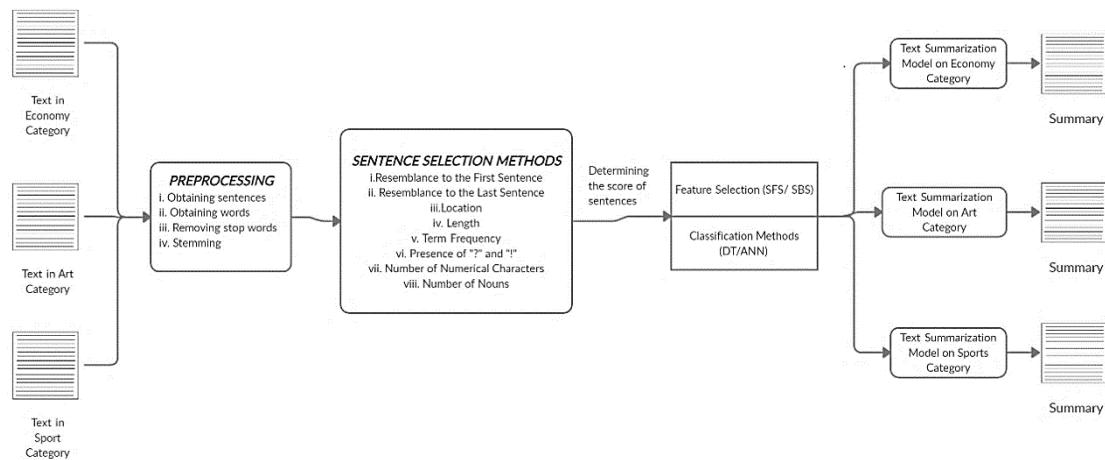 Text in
Economy
Category
Text in Art
Category
Text in
Sport
Category
PREPROCESSING
i. Obtaining sentences
ii. Obtaining words
iii. Removing stop words
iv. Stemming
SENTENCE SELECTION METHODS
i.Resemblance to the First Sentence
ii. Resemblance to the Last Sentence
iii.Location
iv. Length
v. Term Frequency
vi. Presence of "?" and "!"
vii. Number of Numerical Characters
viii. Number of Nouns
Determining
the score of
sentences
Feature Selection (SFS/ SBS)
Classification Methods
(DT/ANN)
Text Summarization
Model on Economy
Category
Summary
Text Summarization
Model on Art
Category
Summary
Text Summarization
Model on Sports
Category
Summary